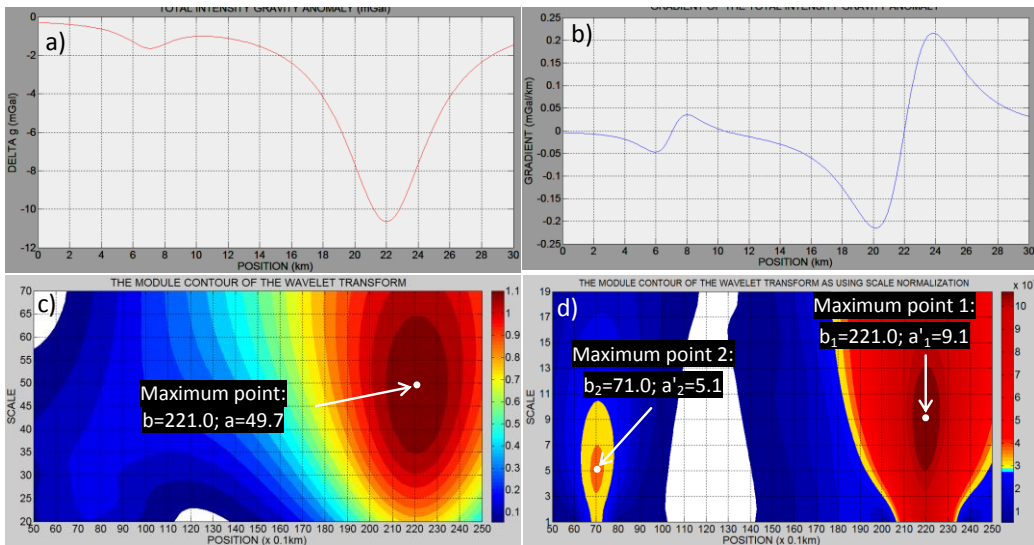 TOTAL INTENSITY GRAVITY ANOMALY (mGal)
a)
DELTA g (mGal)
0
-2
-4
-6
-8
-10
-12
0 2 4 6 8 10 12 14 16 18 20 22 24 26 28 30
POSITION (km)
GRADIENT OF THE TOTAL INTENSITY GRAVITY ANOMALY
b)
GRADIENT (mGal/km)
0.25
0.2
0.15
0.1
0.05
0
-0.05
-0.1
-0.15
-0.2
-0.25
0 2 4 6 8 10 12 14 16 18 20 22 24 26 28 30
POSITION (km)
THE MODULE CONTOUR OF THE WAVELET TRANSFORM
c)
SCALE
70
65
60
55
50
45
40
35
30
25
20
Maximum point:
b=221.0; a=49.7
50 60 70 80 90 100 110 120 130 140 150 160 170 180 190 200 210 220 230 240 250
POSITION (x 0.1km)
1.1
1
0.9
0.8
0.7
0.6
0.5
0.4
0.3
0.2
0.1
THE MODULE CONTOUR OF THE WAVELET TRANSFORM AS USING SCALE NORMALIZATION
d)
SCALE
19
17
15
13
11
9
7
5
3
1
Maximum point 1:
b₁=221.0; a'₁=9.1
Maximum point 2:
b₂=71.0; a'₂=5.1
50 60 70 80 90 100 110 120 130 140 150 160 170 180 190 200 210 220 230 240 250
POSITION (x 0.1km)
x 10
10
9
8
7
6
5
4
3
2
1